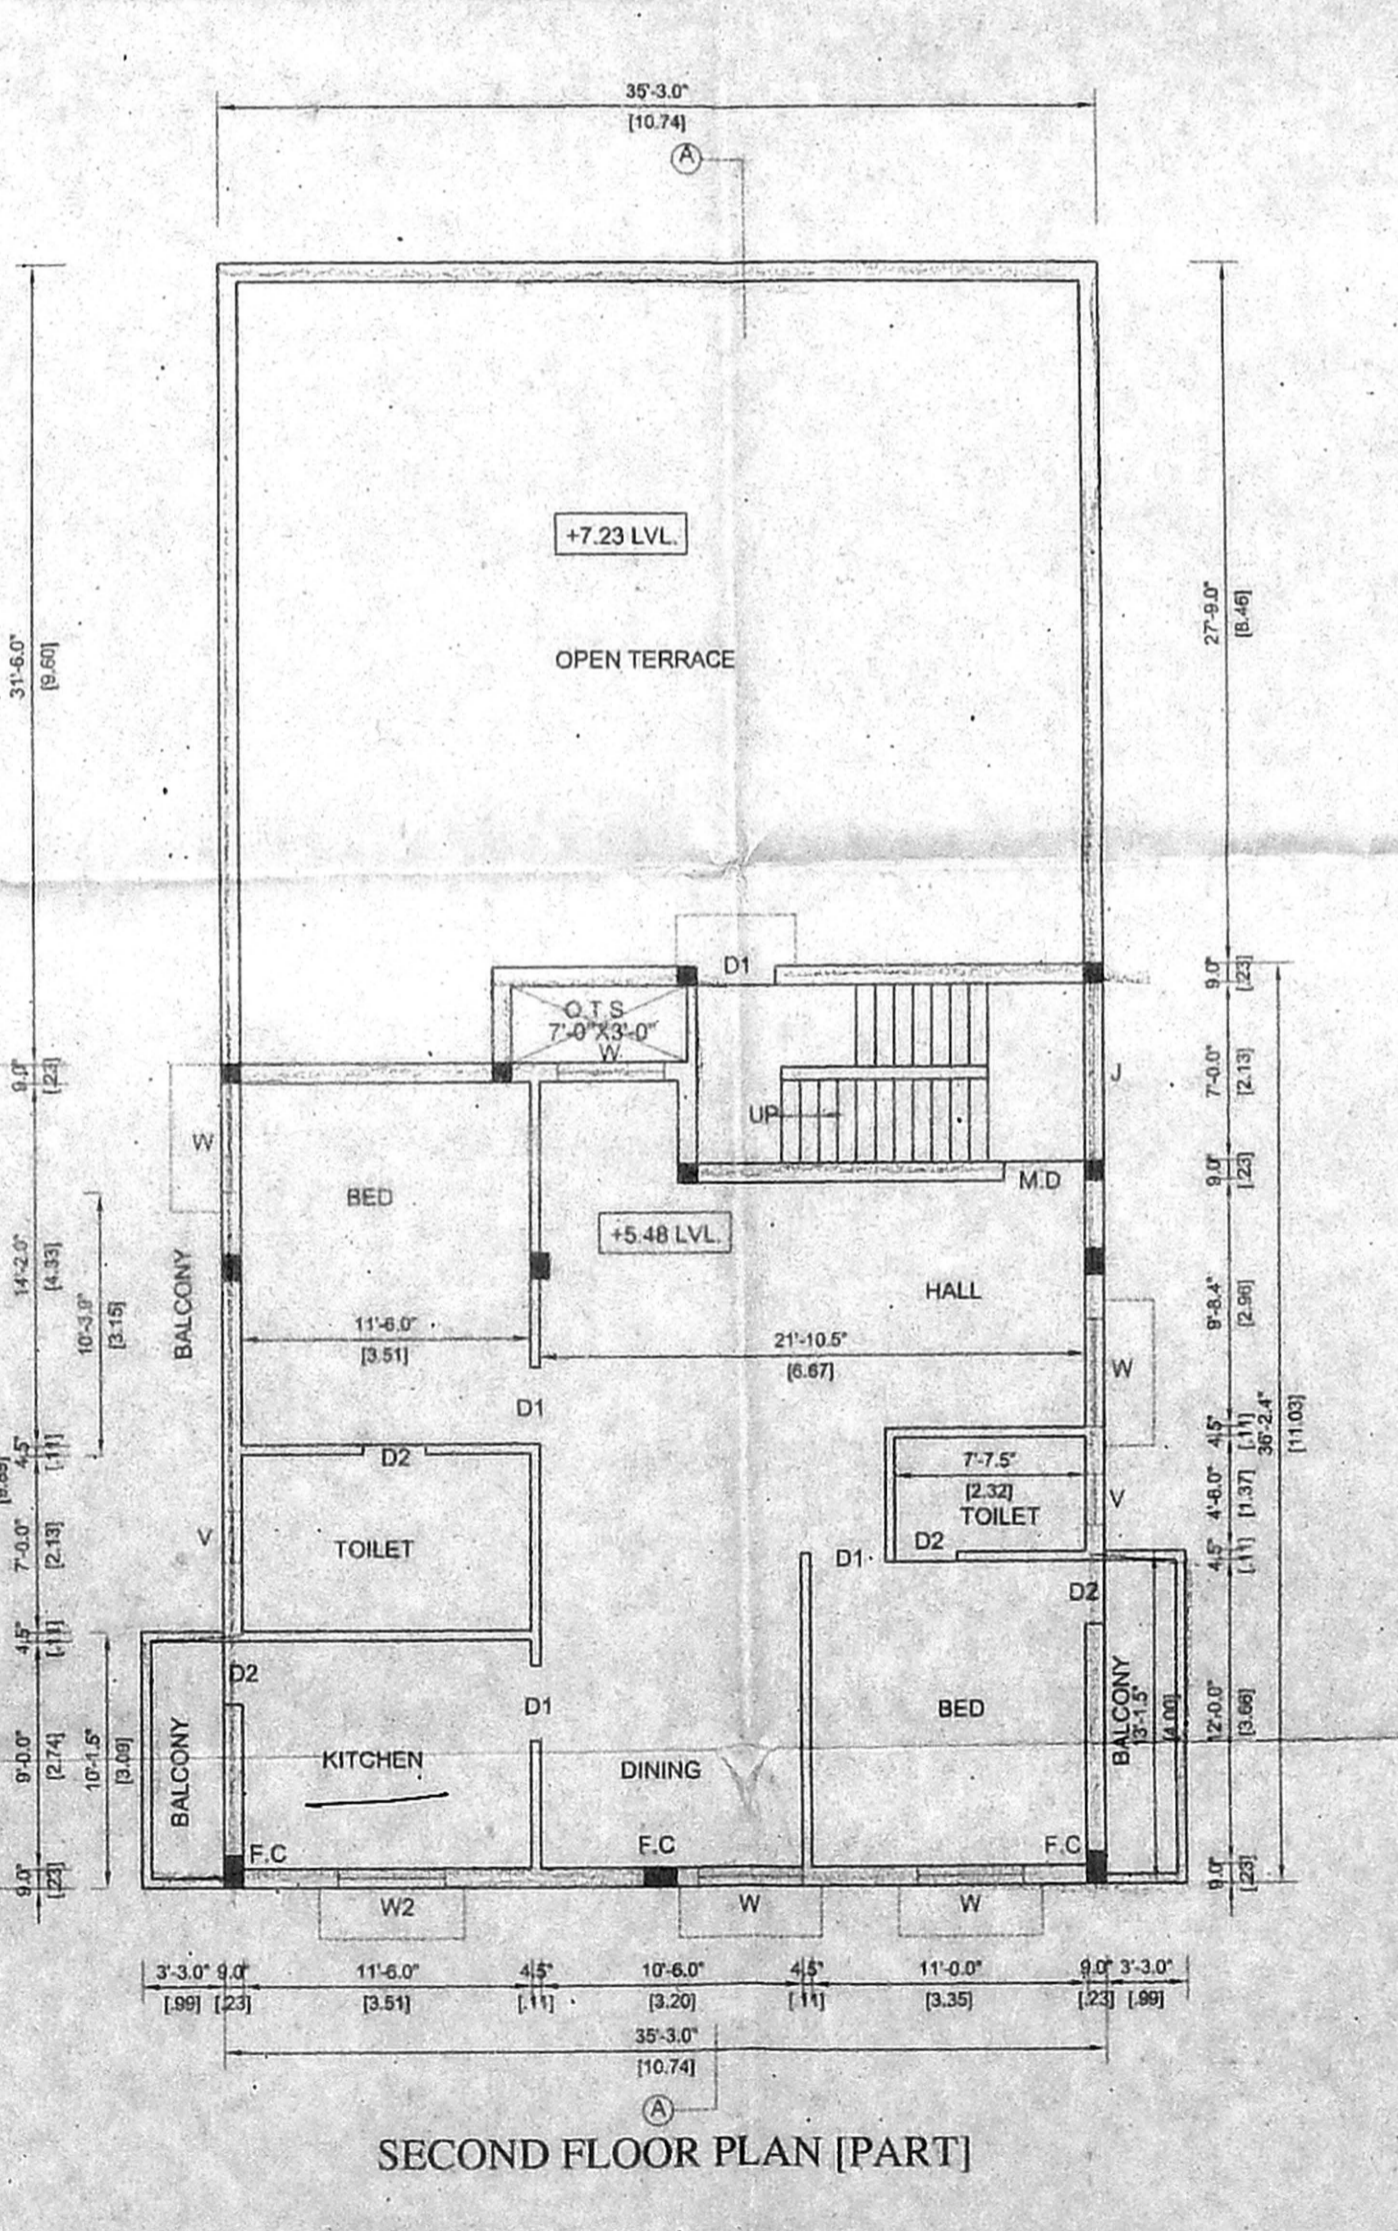 35'-3.0"
[10.74]
A
31'-6.0"
[9.60]
27'-9.0"
[8.46]
+7.23 LVL.
OPEN TERRACE
D1
O.T.S
7'-0"X3'-0"
W
9.0"
[.23]
9.0"
[.23]
7'-0.0"
[2.13]
J
UP
W
BED
M.D
9.0"
[.23]
+5.48 LVL.
14'-2.0"
[4.33]
10'-3.9"
[3.15]
BALCONY
HALL
9'-8.4"
[2.96]
11'-6.0"
[3.51]
21'-10.5"
[6.67]
W
D1
36'-2.4"
[11.03]
4.5"
[.11]
D2
4.5"
[.11]
7'-7.5"
[2.32]
TOILET
V
4'-6.0"
[1.37]
7'-0.0"
[2.13]
V
TOILET
D1
D2
4.5"
[.11]
D2
4.5"
[.11]
D2
D1
BED
BALCONY
13'-1.5"
[4.00]
12'-0.0"
[3.66]
9'-0.0"
[2.74]
10'-1.5"
[3.09]
BALCONY
KITCHEN
DINING
F.C
F.C
F.C
9.0"
[.23]
9.0"
[.23]
W2
W
W
3'-3.0" 9.0" 11'-6.0" 4.5" 10'-6.0" 4.5" 11'-0.0" 9.0" 3'-3.0"
[.99] [.23] [3.51] [.11] [3.20] [.11] [3.35] [.23] [.99]
35'-3.0"
[10.74]
A
SECOND FLOOR PLAN [PART]